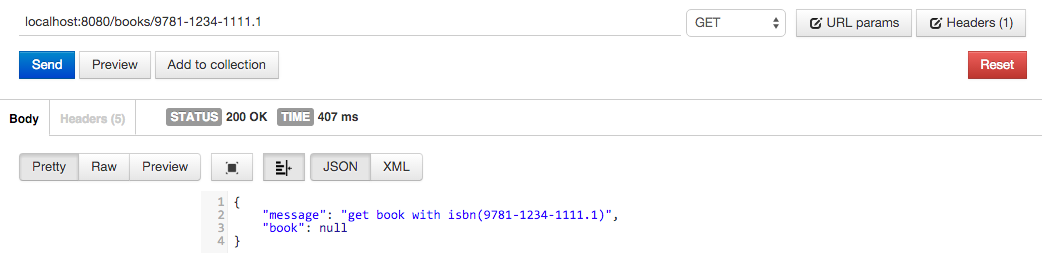 localhost:8080/books/9781-1234-1111.1 GET URL params Headers (1)
Send Preview Add to collection Reset
Body Headers (5) STATUS 200 OK TIME 407 ms
Pretty Raw Preview JSON XML
1 {
2 "message": "get book with isbn(9781-1234-1111.1)",
3 "book": null
4 }